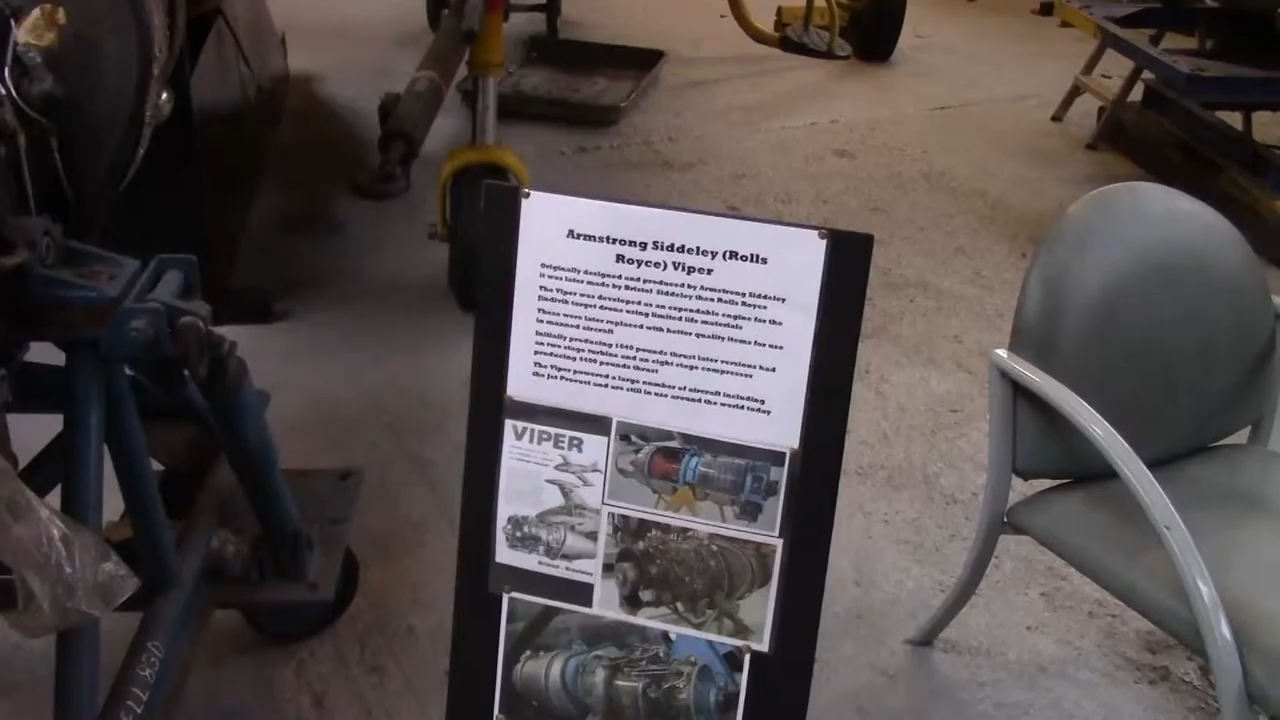 Armstrong Siddeley (Rolls
Royce) Viper
Originally designed and produced by Armstrong Siddeley
it was later made by Bristol Siddeley then Rolls Royce
The Viper was developed as an expendable engine for the
Jindivik target drone using limited life materials
These were later replaced with better quality items for use
in manned aircraft
Initially producing 1640 pounds thrust later versions had
an two stage turbine and an eight stage compressor
producing 4400 pounds thrust
The Viper powered a large number of aircraft including
the Jet Provost and are still in use around the world today
VIPER